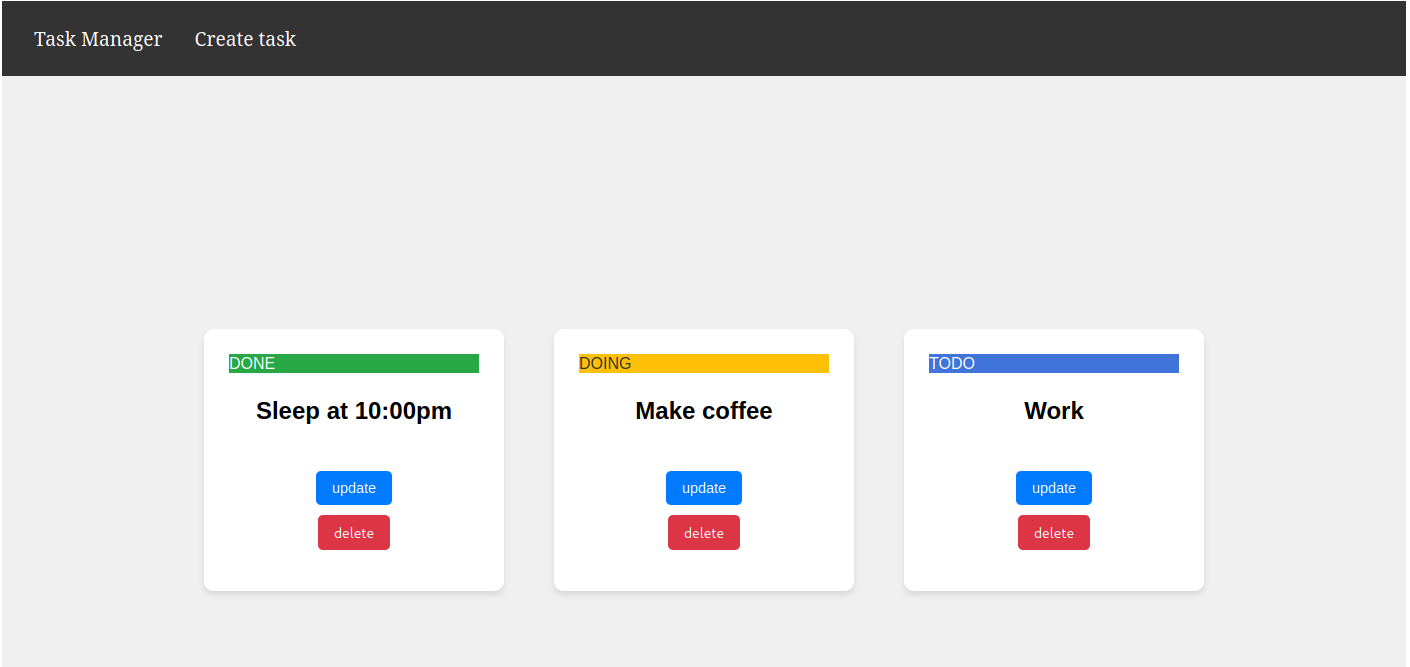 Task Manager Create task
DONE
Sleep at 10:00pm
update
delete
DOING
Make coffee
update
delete
TODO
Work
update
delete